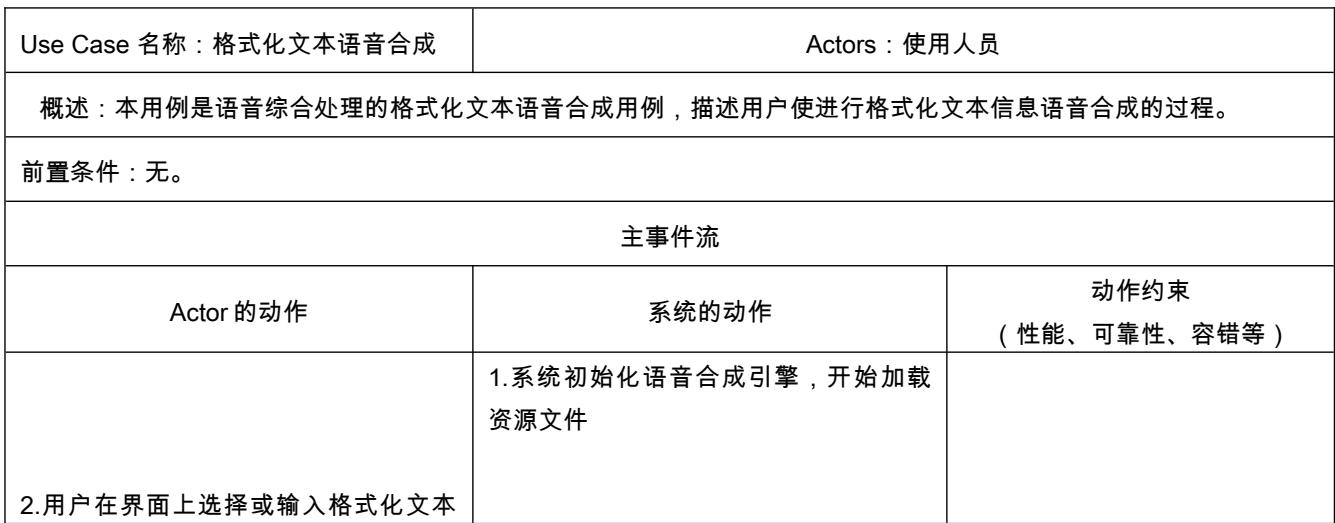 Use Case 名称：格式化文本语音合成
Actors：使用人员
概述：本用例是语音综合处理的格式化文本语音合成用例，描述用户使进行格式化文本信息语音合成的过程。
前置条件：无。
主事件流
Actor 的动作
系统的动作
动作约束
（性能、可靠性、容错等）
1.系统初始化语音合成引擎，开始加载
资源文件
2.用户在界面上选择或输入格式化文本